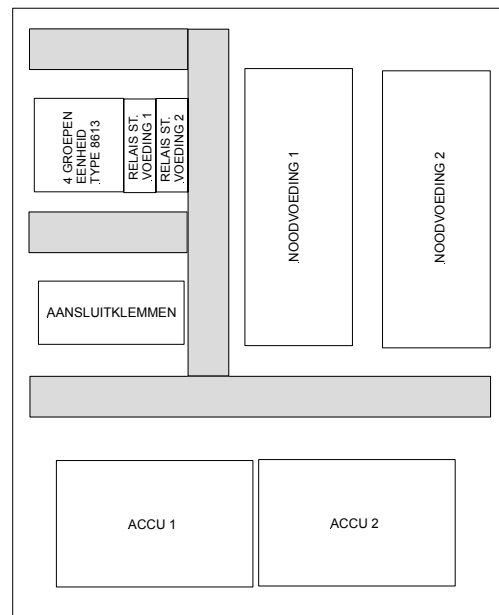 4 GROEPEN
EENHEID
.TYPE 8613
RELAIS ST.
.VOEDING 1
RELAIS ST.
.VOEDING 2
.NOODVOEDING 1
.NOODVOEDING 2
AANSLUITKLEMMEN
ACCU 1
ACCU 2